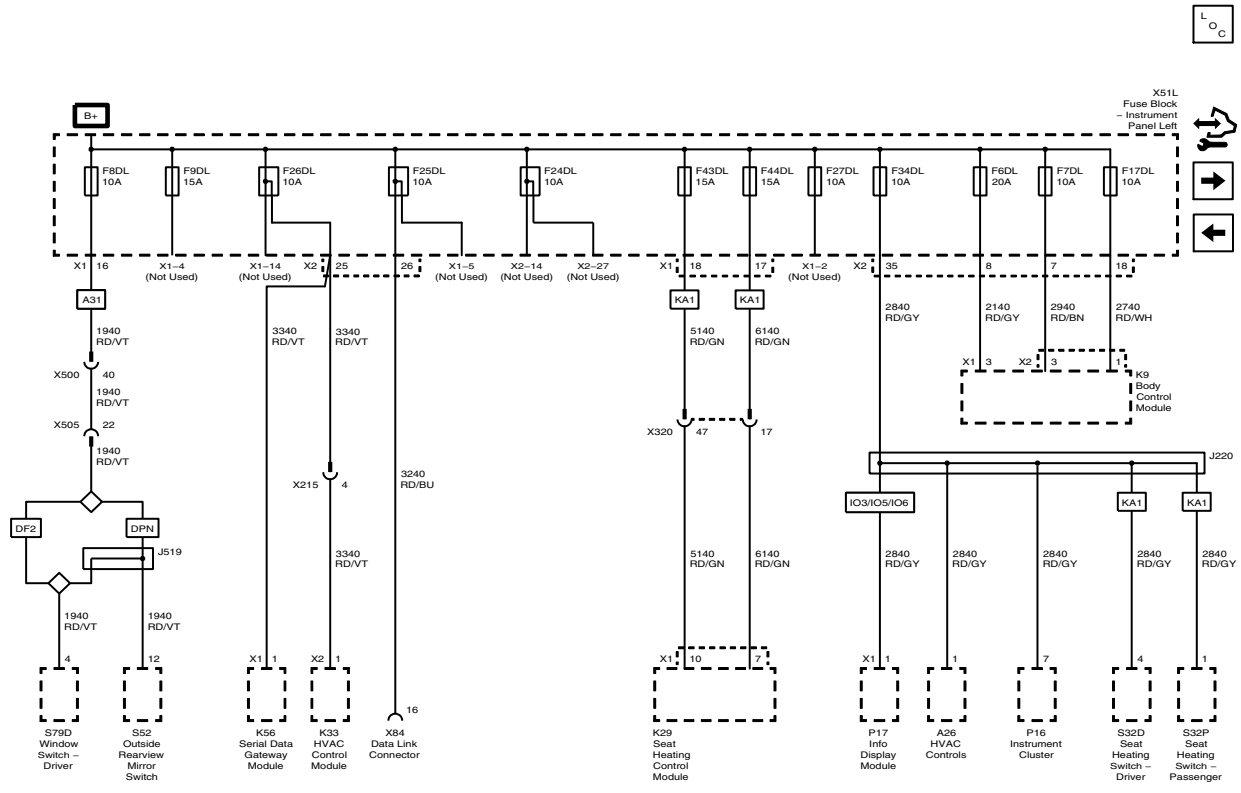 L
O
C
X51L
Fuse Block
– Instrument
Panel Left
B+
F8DL
10A
F9DL
15A
F26DL
10A
F25DL
10A
F24DL
10A
F43DL
15A
F44DL
15A
F27DL
10A
F34DL
10A
F6DL
20A
F7DL
10A
F17DL
10A
X1 16
X1–4
(Not Used)
X1–14
(Not Used)
X2 25
26
X1–5
(Not Used)
X2–14
(Not Used)
X2–27
(Not Used)
X1 18
17
X1–2
(Not Used)
X2 35
8
7
18
A31
KA1
KA1
1940
RD/VT
3340
RD/VT
3340
RD/VT
5140
RD/GN
6140
RD/GN
2840
RD/GY
2140
RD/GY
2940
RD/BN
2740
RD/WH
X500 40
X1 3
X2 3
1
K9
Body
Control
Module
1940
RD/VT
X505 22
X320 47
17
1940
RD/VT
J220
X215 4
3240
RD/BU
IO3/IO5/IO6
KA1
KA1
DF2
DPN
J519
3340
RD/VT
5140
RD/GN
6140
RD/GN
2840
RD/GY
2840
RD/GY
2840
RD/GY
2840
RD/GY
2840
RD/GY
1940
RD/VT
1940
RD/VT
4
12
X1 1
X2 1
16
X1 10
7
X1 1
1
7
4
1
S79D
Window
Switch –
Driver
S52
Outside
Rearview
Mirror
Switch
K56
Serial Data
Gateway
Module
K33
HVAC
Control
Module
X84
Data Link
Connector
K29
Seat
Heating
Control
Module
P17
Info
Display
Module
A26
HVAC
Controls
P16
Instrument
Cluster
S32D
Seat
Heating
Switch –
Driver
S32P
Seat
Heating
Switch –
Passenger